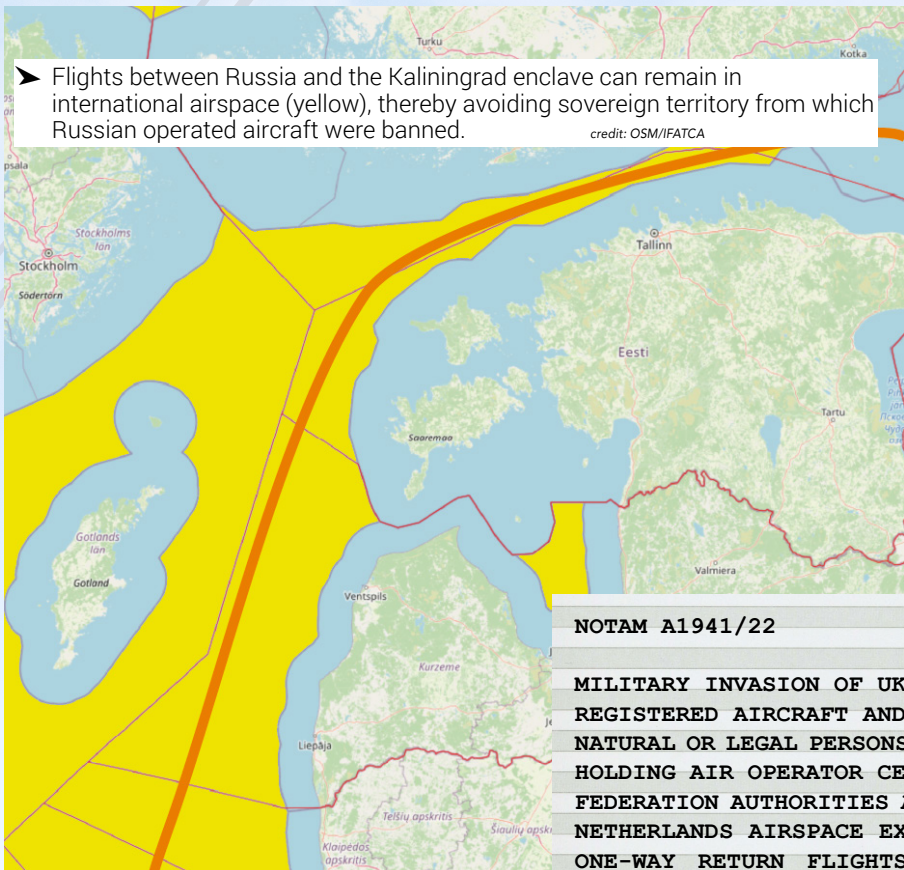 Turku
Kotka
➤ Flights between Russia and the Kaliningrad enclave can remain in
international airspace (yellow), thereby avoiding sovereign territory from which
Russian operated aircraft were banned.
credit: OSM/IFATCA
psala
Stockholms
län
Stockholm
Södertörn
Tallinn
Eesti
Tartu
Saaremaa
Gotlands
län
Gotland
Valmiera
Ventspils
Kurzeme
Liepāja
Telšių apskritis
Šiaulių apskr
Klaipėdos
apskritis
NOTAM A1941/22
MILITARY INVASION OF UK
REGISTERED AIRCRAFT AND
NATURAL OR LEGAL PERSONS
HOLDING AIR OPERATOR CE
FEDERATION AUTHORITIES A
NETHERLANDS AIRSPACE EX
ONE-WAY RETURN FLIGHTS